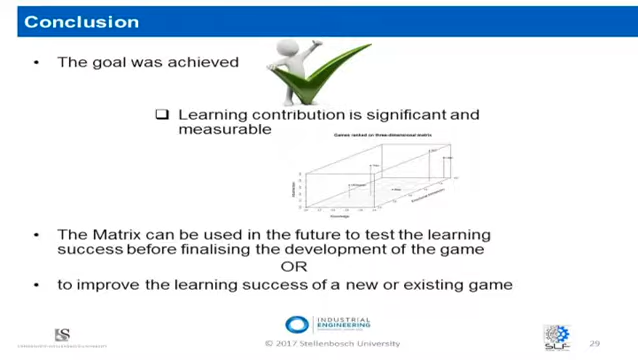 Conclusion
• The goal was achieved
❑ Learning contribution is significant and
measurable
Games ranked on three-dimensional matrix
Knowledge
• The Matrix can be used in the future to test the learning
success before finalising the development of the game
OR
• to improve the learning success of a new or existing game
INDUSTRIAL
ENGINEERING
© 2017 Stellenbosch University
SLF
29